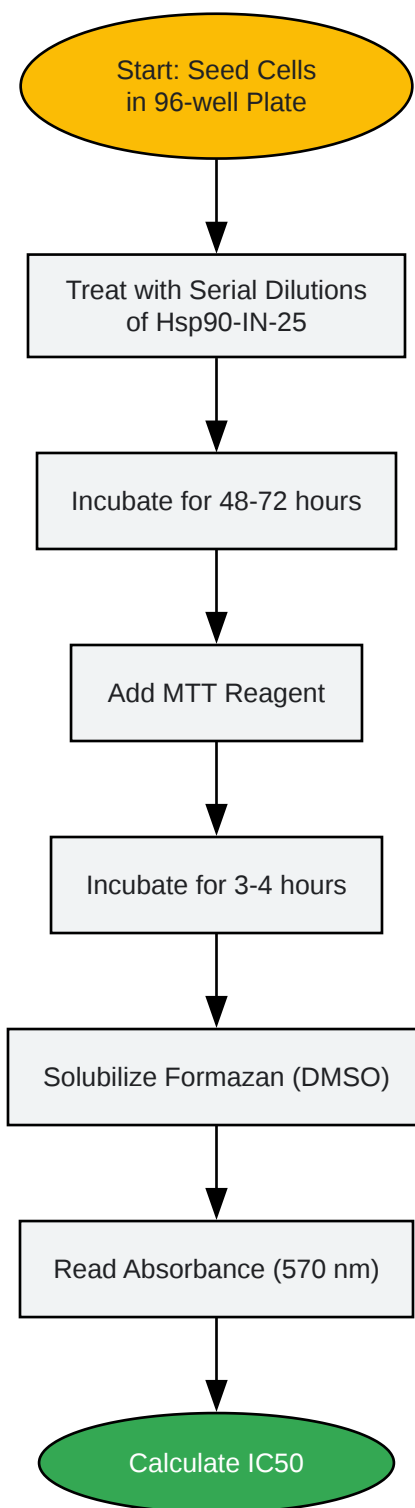 Start: Seed Cells
in 96-well Plate
Treat with Serial Dilutions
of Hsp90-IN-25
Incubate for 48-72 hours
Add MTT Reagent
Incubate for 3-4 hours
Solubilize Formazan (DMSO)
Read Absorbance (570 nm)
Calculate IC50